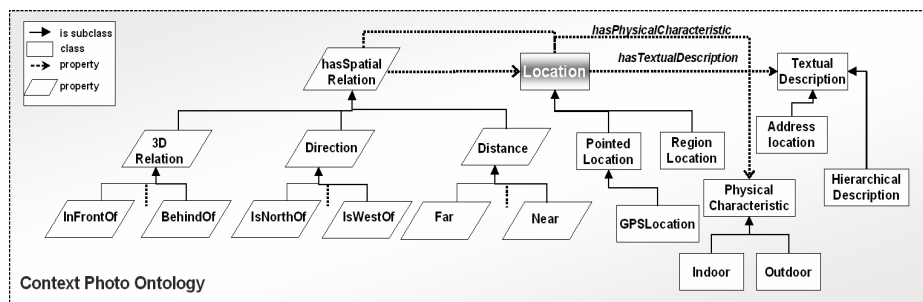 is subclass
class
property
property
hasSpatial
Relation
Location
hasPhysicalCharacteristic
hasTextualDescription
Textual
Description
3D
Relation
Direction
Distance
Pointed
Location
Region
Location
Address
location
Hierarchical
Description
InFrontOf
BehindOf
IsNorthOf
IsWestOf
Far
Near
GPSLocation
Physical
Characteristic
Indoor
Outdoor
Context Photo Ontology